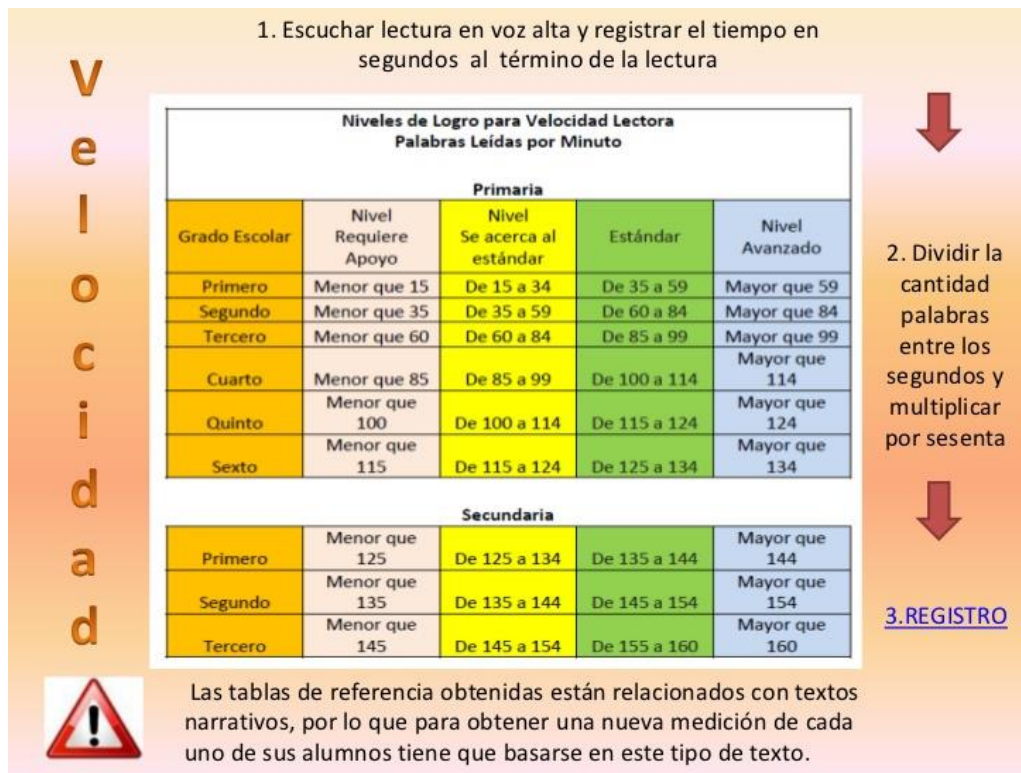 1. Escuchar lectura en voz alta y registrar el tiempo en
segundos al término de la lectura
Velocidad
Niveles de Logro para Velocidad Lectora
Palabras Leídas por Minuto
Primaria
Grado Escolar Nivel Requiere Apoyo Nivel Se acerca al estándar Estándar Nivel Avanzado
Primero Menor que 15 De 15 a 34 De 35 a 59 Mayor que 59
Segundo Menor que 35 De 35 a 59 De 60 a 84 Mayor que 84
Tercero Menor que 60 De 60 a 84 De 85 a 99 Mayor que 99
Cuarto Menor que 85 De 85 a 99 De 100 a 114 Mayor que 114
Quinto Menor que 100 De 100 a 114 De 115 a 124 Mayor que 124
Sexto Menor que 115 De 115 a 124 De 125 a 134 Mayor que 134
Secundaria
Primero Menor que 125 De 125 a 134 De 135 a 144 Mayor que 144
Segundo Menor que 135 De 135 a 144 De 145 a 154 Mayor que 154
Tercero Menor que 145 De 145 a 154 De 155 a 160 Mayor que 160
2. Dividir la
cantidad
palabras
entre los
segundos y
multiplicar
por sesenta
3.REGISTRO
!
Las tablas de referencia obtenidas están relacionados con textos
narrativos, por lo que para obtener una nueva medición de cada
uno de sus alumnos tiene que basarse en este tipo de texto.